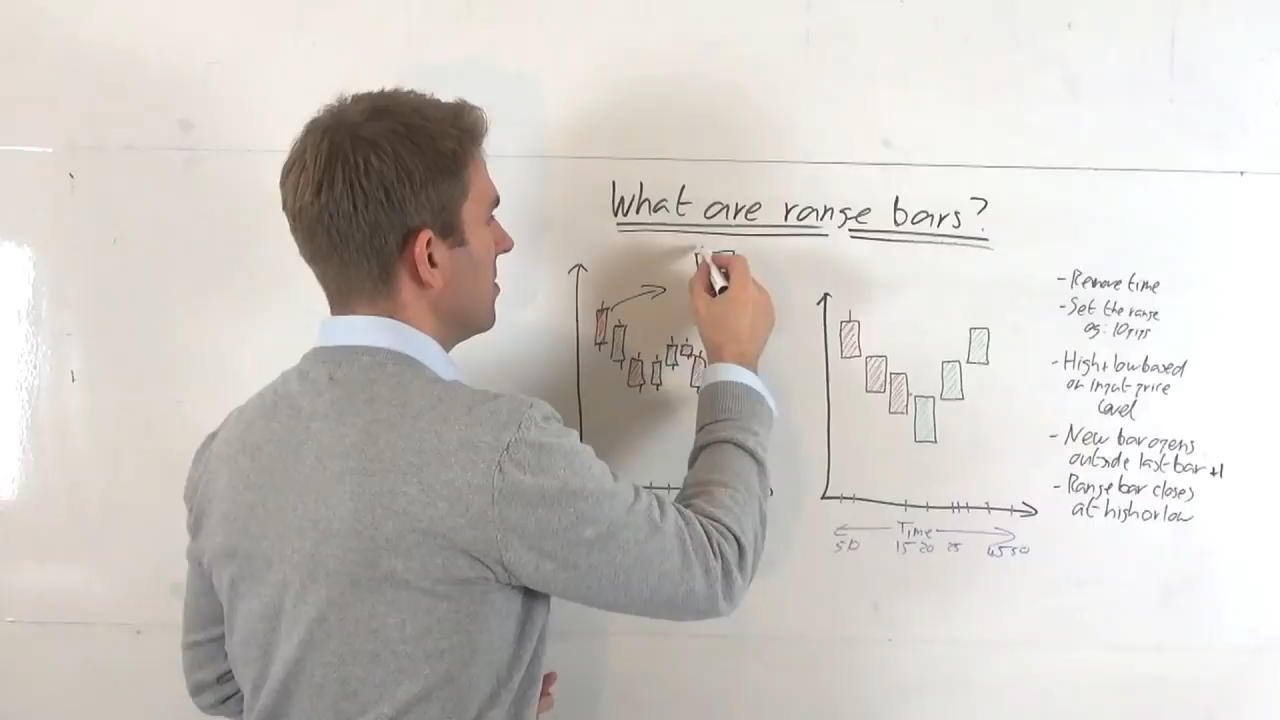 What are range bars?
- Remove time
- Set the range
eg: 10 pips
- High + low based
on input price
level
- New bar opens
outside last bar +1
- Range bar closes
at high or low
Time
5 10 15 20 25 45 50